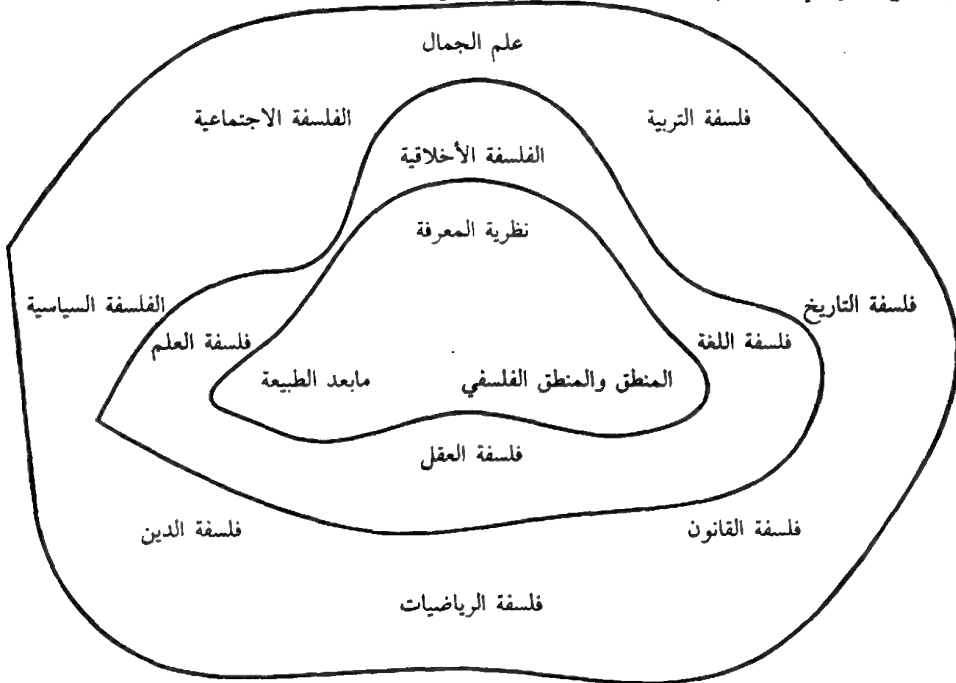 علم الجمال
فلسفة التربية
الفلسفة الاجتماعية
الفلسفة الأخلاقية
نظرية المعرفة
فلسفة التاريخ
الفلسفة السياسية
فلسفة اللغة
فلسفة العلم
المنطق والمنطق الفلسفي
مابعد الطبيعة
فلسفة العقل
فلسفة القانون
فلسفة الدين
فلسفة الرياضيات